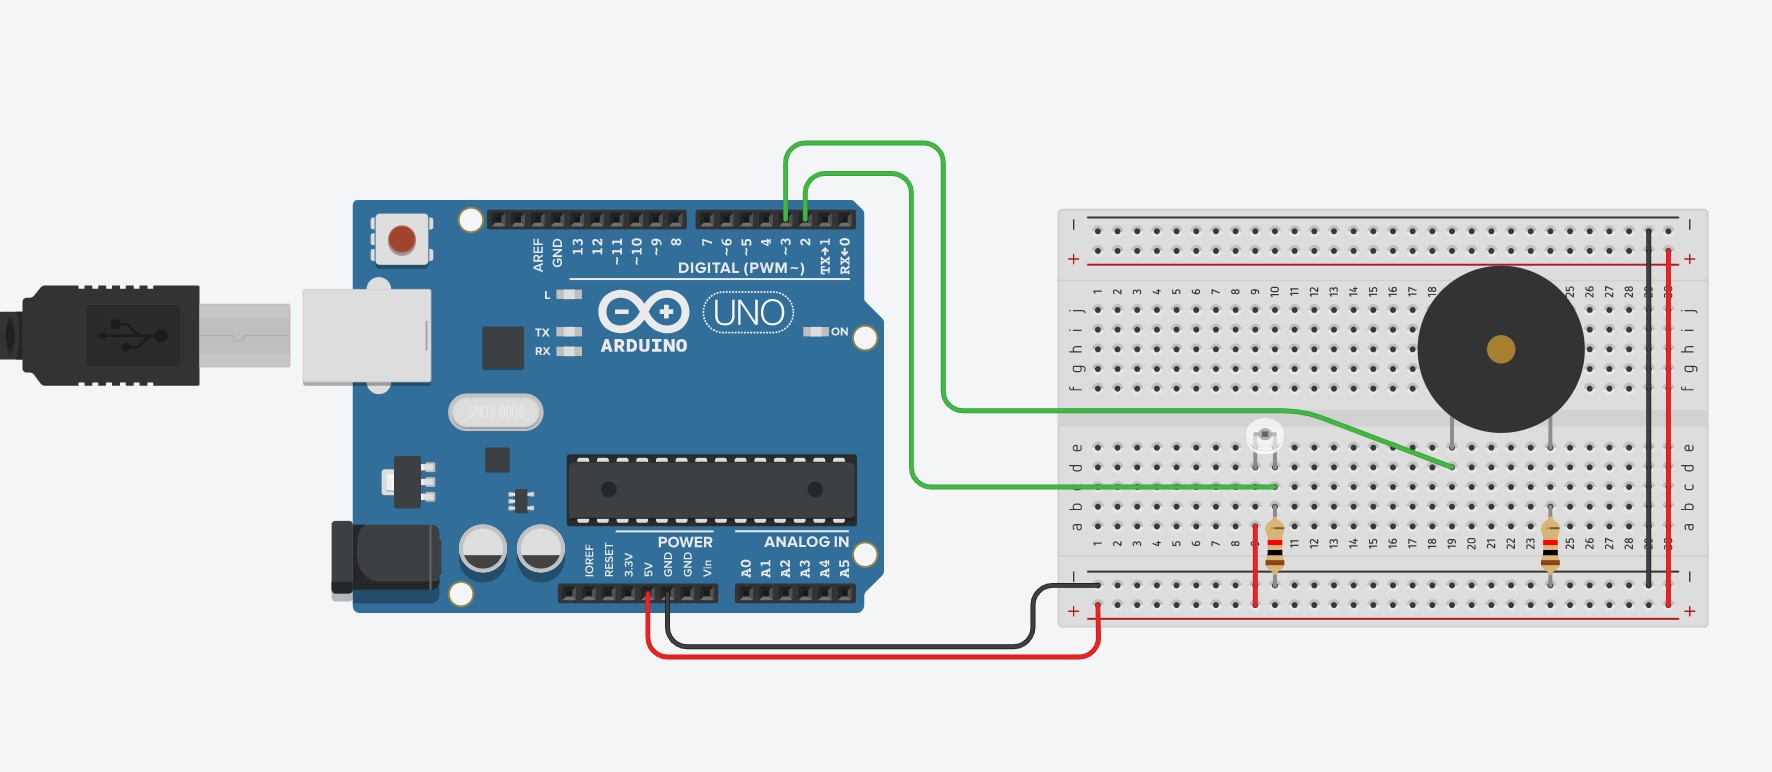 AREF
GND
13
12
~11
~10
~9
8
7
~6
~5
4
~3
2
TX→1
RX←0
DIGITAL (PWM~)
L
TX
RX
UNO
ON
ARDUINO
SPK16.000G
POWER
ANALOG IN
IOREF
RESET
3.3V
5V
GND
GND
Vin
A0
A1
A2
A3
A4
A5
− −
+ +
1 2 3 4 5 6 7 8 9 10 11 12 13 14 15 16 17 18 25 26 27 28
j j
i i
h h
g g
f f
e e
d d
c
b b
a a
1 2 3 4 5 6 7 8 11 12 13 14 15 16 17 18 19 20 21 22 23 25 26 27 28
− −
+ +